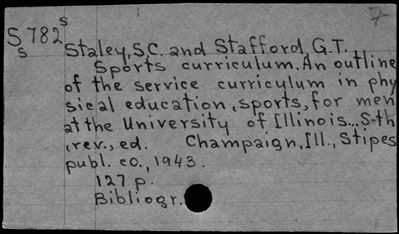 7
S782 s
s
Staley, S.C. and Stafford, G.T.
Sports curriculum. An outline
of the service curriculum in phy
sical education, sports, for men
at the University of Illinois... 5-th
, rev., ed. Champaign, Ill., Stipes
publ. co., 1943.
127 p.
Bibliogr.